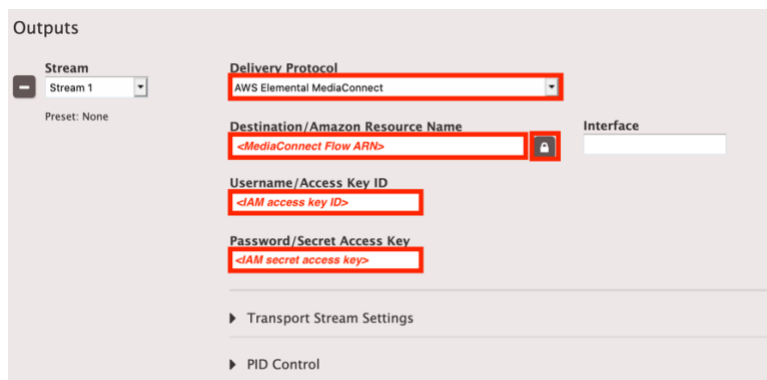 Outputs
Stream
Stream 1
Preset: None
Delivery Protocol
AWS Elemental MediaConnect
Destination/Amazon Resource Name
Interface
<MediaConnect Flow ARN>
Username/Access Key ID
<IAM access key ID>
Password/Secret Access Key
<IAM secret access key>
Transport Stream Settings
PID Control